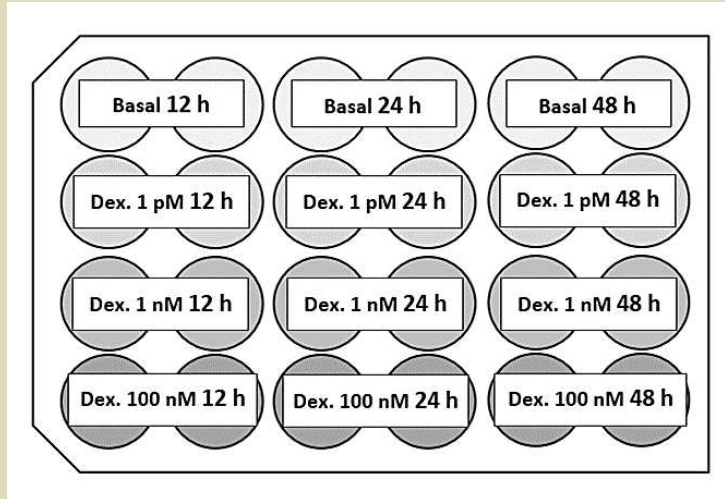 Basal 12 h
Basal 24 h
Basal 48 h
Dex. 1 pM 12 h
Dex. 1 pM 24 h
Dex. 1 pM 48 h
Dex. 1 nM 12 h
Dex. 1 nM 24 h
Dex. 1 nM 48 h
Dex. 100 nM 12 h
Dex. 100 nM 24 h
Dex. 100 nM 48 h